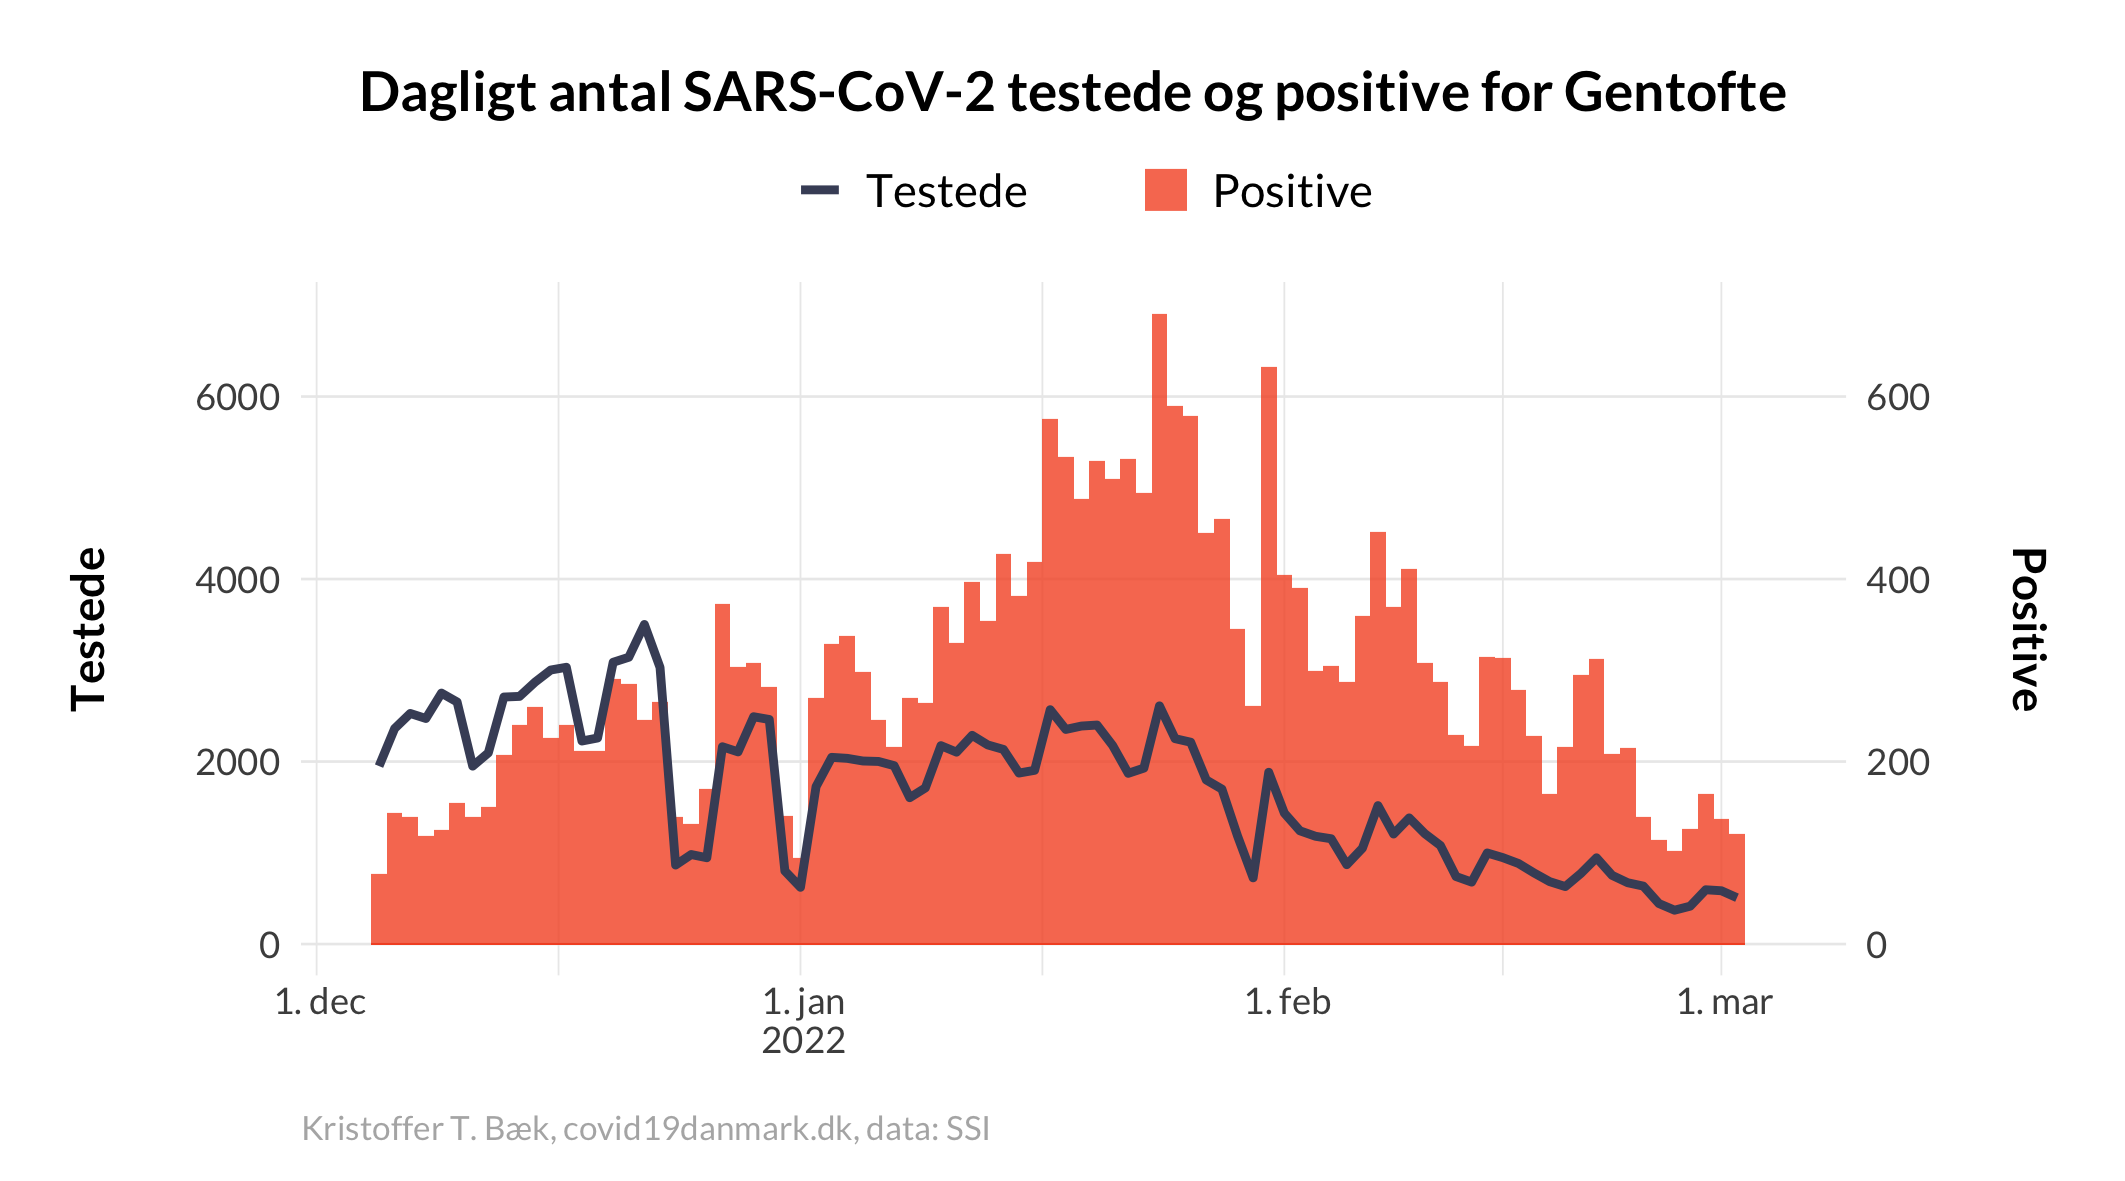 Dagligt antal SARS-CoV-2 testede og positive for Gentofte
Testede
Positive
Testede
6000
4000
2000
0
600
400
200
0
Positive
1. dec
1. jan
2022
1. feb
1. mar
Kristoffer T. Bæk, covid19danmark.dk, data: SSI